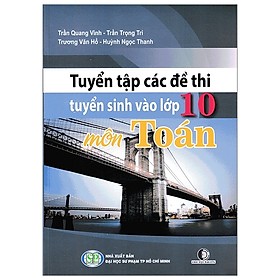 Trần Quang Vinh - Trần Trọng Trí
Trương Văn Hồ - Huỳnh Ngọc Thanh
Tuyển tập các đề thi
tuyển sinh vào lớp 10
môn Toán
NHÀ XUẤT BẢN
ĐẠI HỌC SƯ PHẠM TP HỒ CHÍ MINH